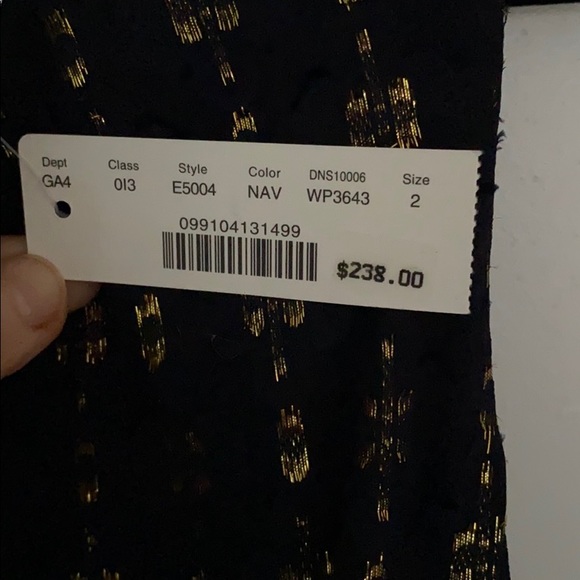 Dept Class Style Color DNS10006 Size
GA4 0I3 E5004 NAV WP3643 2
099104131499
$238.00